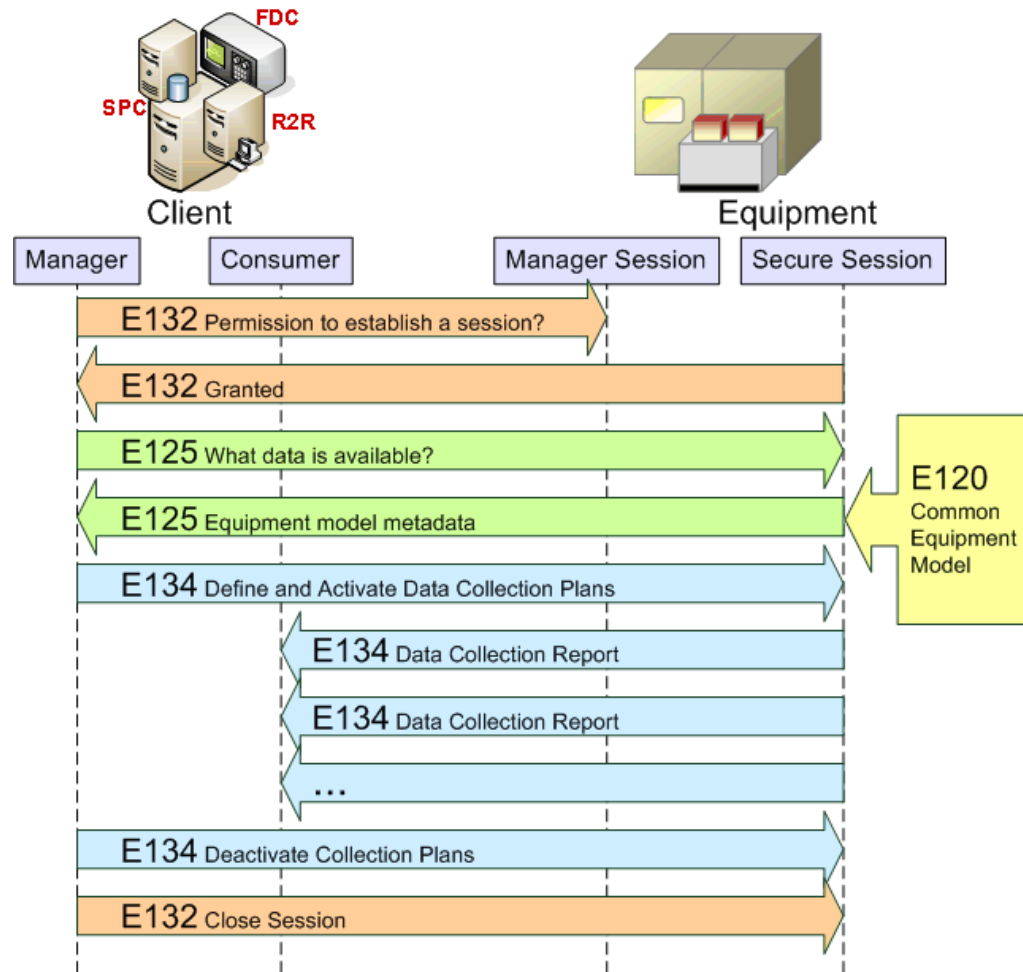 FDC
SPC
R2R
Client
Equipment
Manager
Consumer
Manager Session
Secure Session
E132 Permission to establish a session?
E132 Granted
E125 What data is available?
E125 Equipment model metadata
E120
Common
Equipment
Model
E134 Define and Activate Data Collection Plans
E134 Data Collection Report
E134 Data Collection Report
...
E134 Deactivate Collection Plans
E132 Close Session